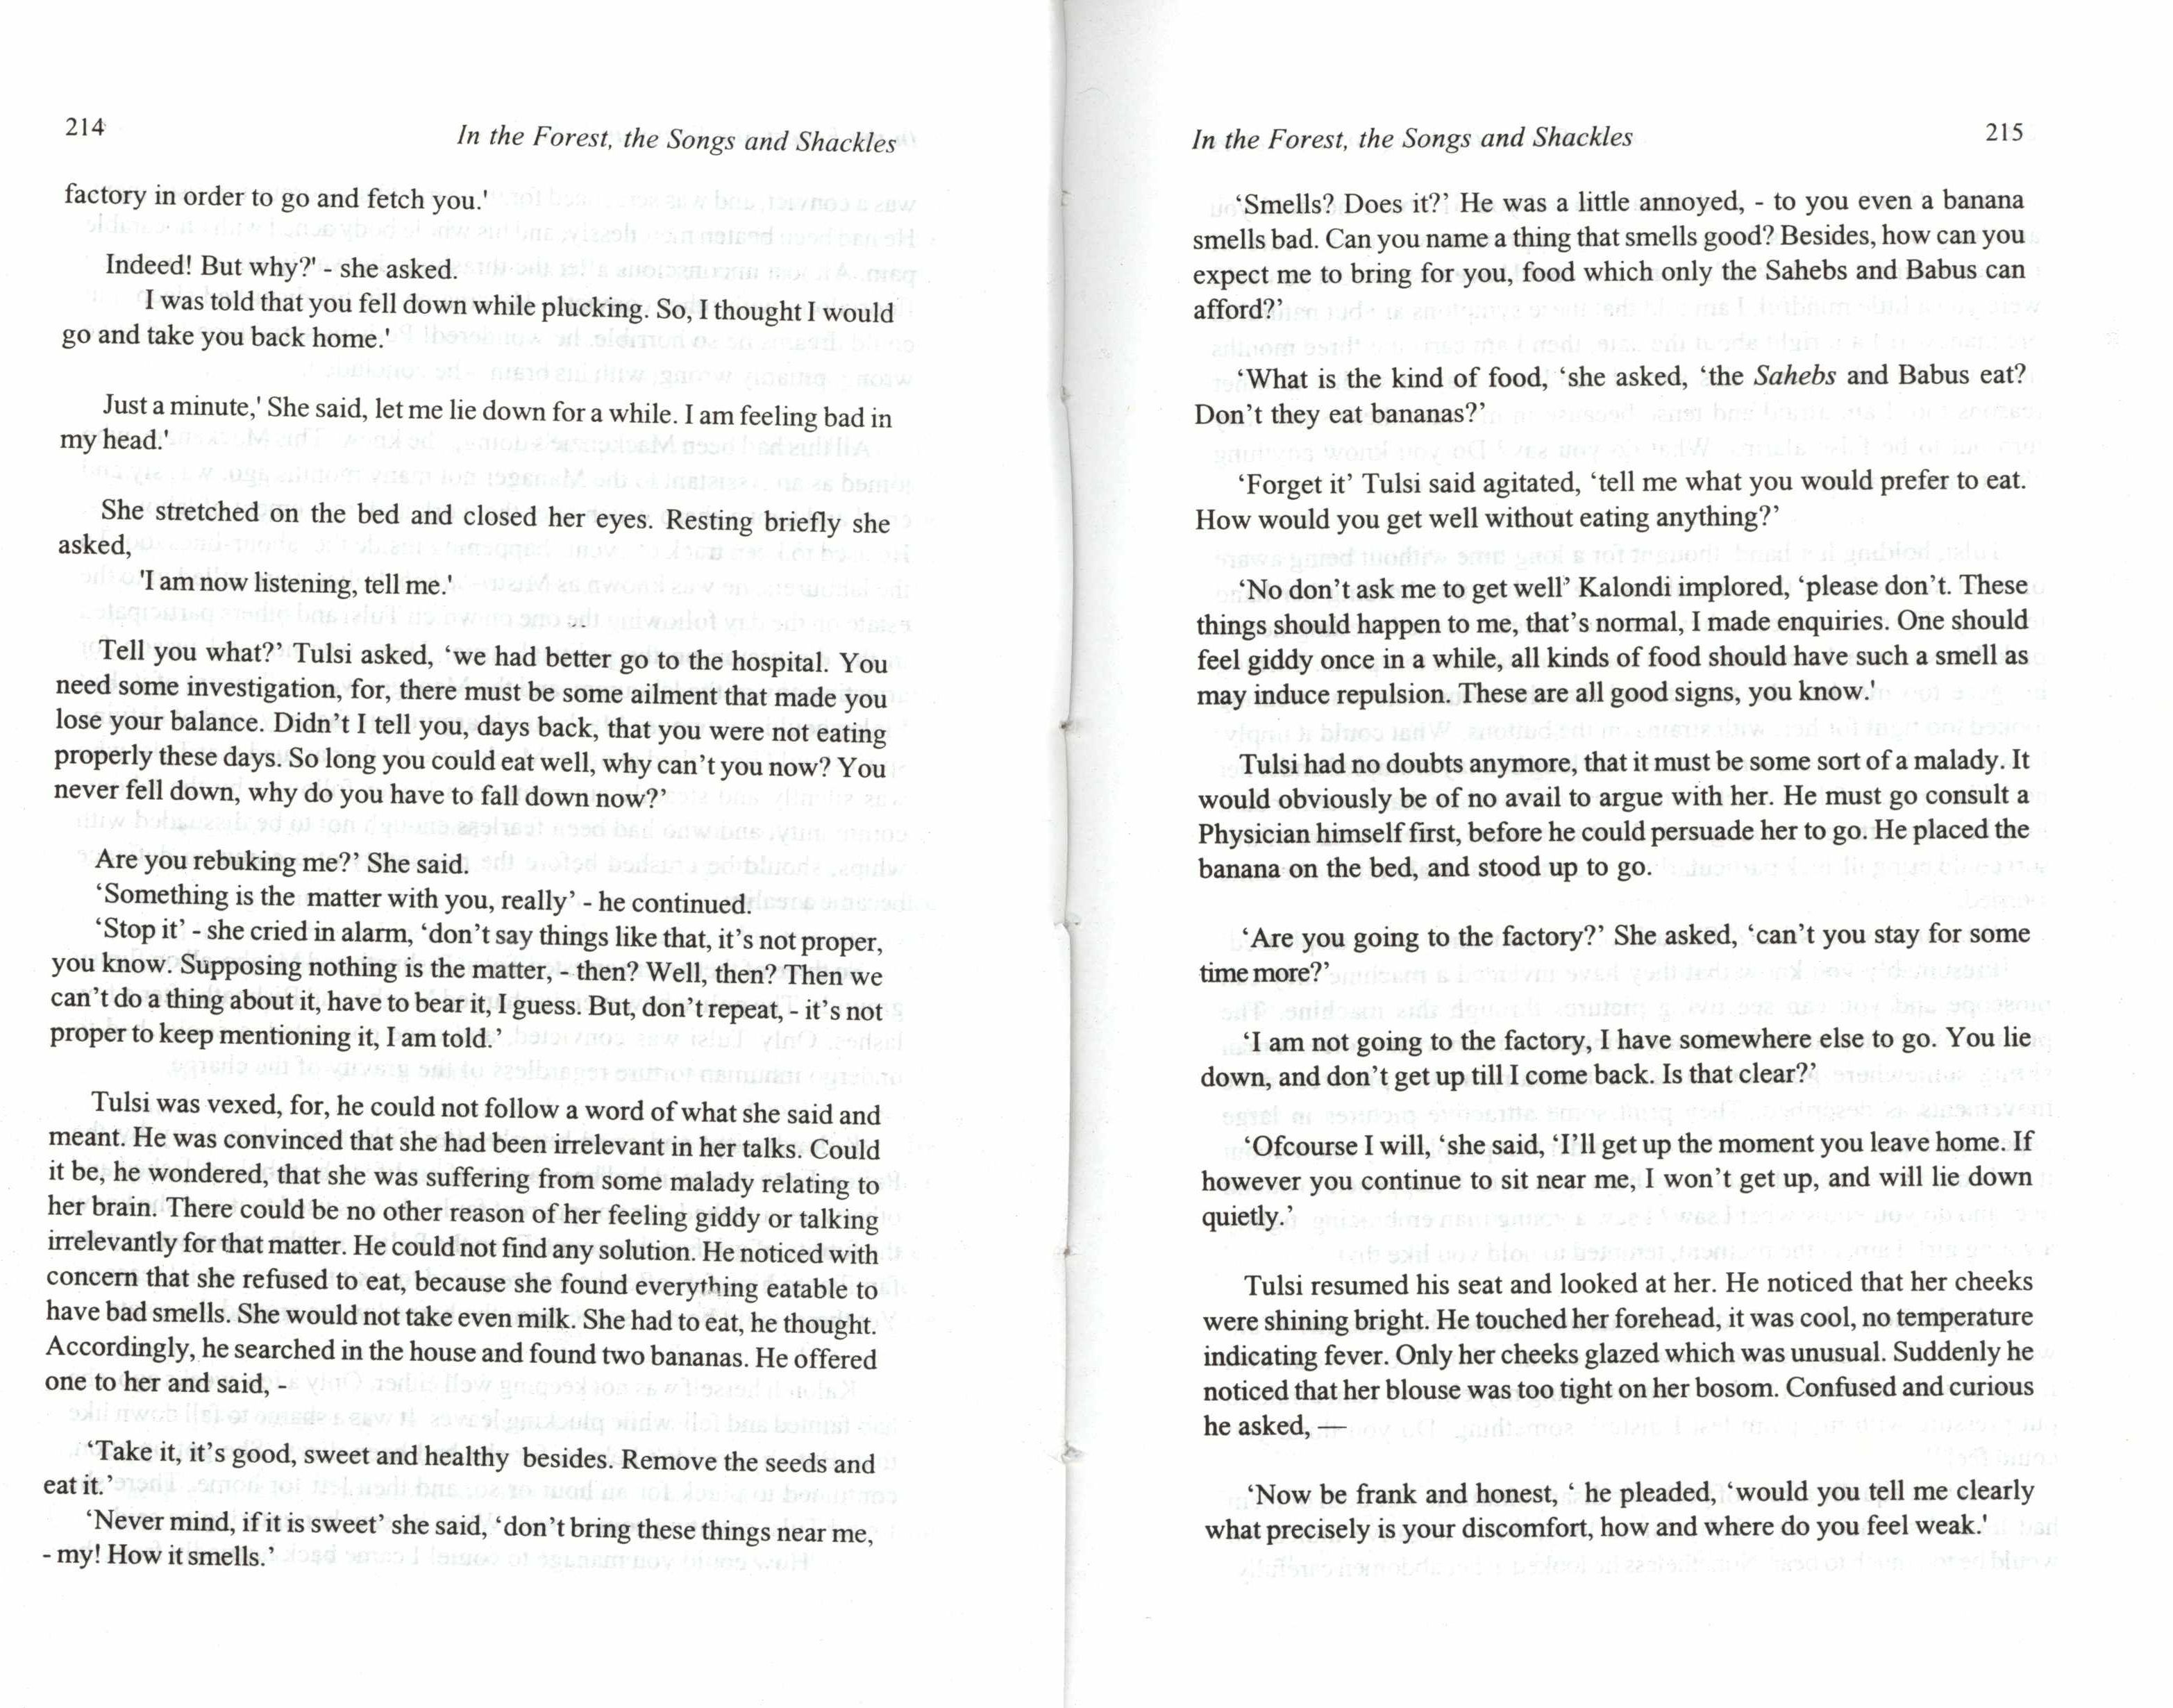 214
In the Forest, the Songs and Shackles
factory in order to go and fetch you.'
Indeed! But why?' - she asked.
'I was told that you fell down while plucking. So, I thought I would
go and take you back home.'
Just a minute,' She said, let me lie down for a while. I am feeling bad in
my head.'
She stretched on the bed and closed her eyes. Resting briefly she
asked,
'I am now listening, tell me.'
Tell you what?’ Tulsi asked, ‘we had better go to the hospital. You
need some investigation, for, there must be some ailment that made you
lose your balance. Didn’t I tell you, days back, that you were not eating
properly these days. So long you could eat well, why can’t you now? You
never fell down, why do you have to fall down now?’
Are you rebuking me?’ She said.
‘Something is the matter with you, really’ - he continued.
‘Stop it’ - she cried in alarm, ‘don’t say things like that, it’s not proper,
you know. Supposing nothing is the matter, - then? Well, then? Then we
can’t do a thing about it, have to bear it, I guess. But, don’t repeat, - it’s not
proper to keep mentioning it, I am told.’
Tulsi was vexed, for, he could not follow a word of what she said and
meant. He was convinced that she had been irrelevant in her talks. Could
it be, he wondered, that she was suffering from some malady relating to
her brain. There could be no other reason of her feeling giddy or talking
irrelevantly for that matter. He could not find any solution. He noticed with
concern that she refused to eat, because she found everything eatable to
have bad smells. She would not take even milk. She had to eat, he thought.
Accordingly, he searched in the house and found two bananas. He offered
one to her and said, -
‘Take it, it’s good, sweet and healthy besides. Remove the seeds and
eat it.’
‘Never mind, if it is sweet’ she said, ‘don’t bring these things near me,
- my! How it smells.’
In the Forest, the Songs and Shackles
215
‘Smells? Does it?’ He was a little annoyed, - to you even a banana
smells bad. Can you name a thing that smells good? Besides, how can you
expect me to bring for you, food which only the Sahebs and Babus can
afford?’
‘What is the kind of food, ‘she asked, ‘the Sahebs and Babus eat?
Don’t they eat bananas?’
‘Forget it’ Tulsi said agitated, ‘tell me what you would prefer to eat.
How would you get well without eating anything?’
‘No don’t ask me to get well’ Kalondi implored, ‘please don’t. These
things should happen to me, that’s normal, I made enquiries. One should
feel giddy once in a while, all kinds of food should have such a smell as
may induce repulsion. These are all good signs, you know.'
Tulsi had no doubts anymore, that it must be some sort of a malady. It
would obviously be of no avail to argue with her. He must go consult a
Physician himself first, before he could persuade her to go. He placed the
banana on the bed, and stood up to go.
‘Are you going to the factory?’ She asked, ‘can’t you stay for some
time more?’
‘I am not going to the factory, I have somewhere else to go. You lie
down, and don’t get up till I come back. Is that clear?’
‘Ofcourse I will, ‘she said, ‘I’ll get up the moment you leave home. If
however you continue to sit near me, I won’t get up, and will lie down
quietly.’
Tulsi resumed his seat and looked at her. He noticed that her cheeks
were shining bright. He touched her forehead, it was cool, no temperature
indicating fever. Only her cheeks glazed which was unusual. Suddenly he
noticed that her blouse was too tight on her bosom. Confused and curious
he asked, —
‘Now be frank and honest, ‘ he pleaded, ‘would you tell me clearly
what precisely is your discomfort, how and where do you feel weak.'